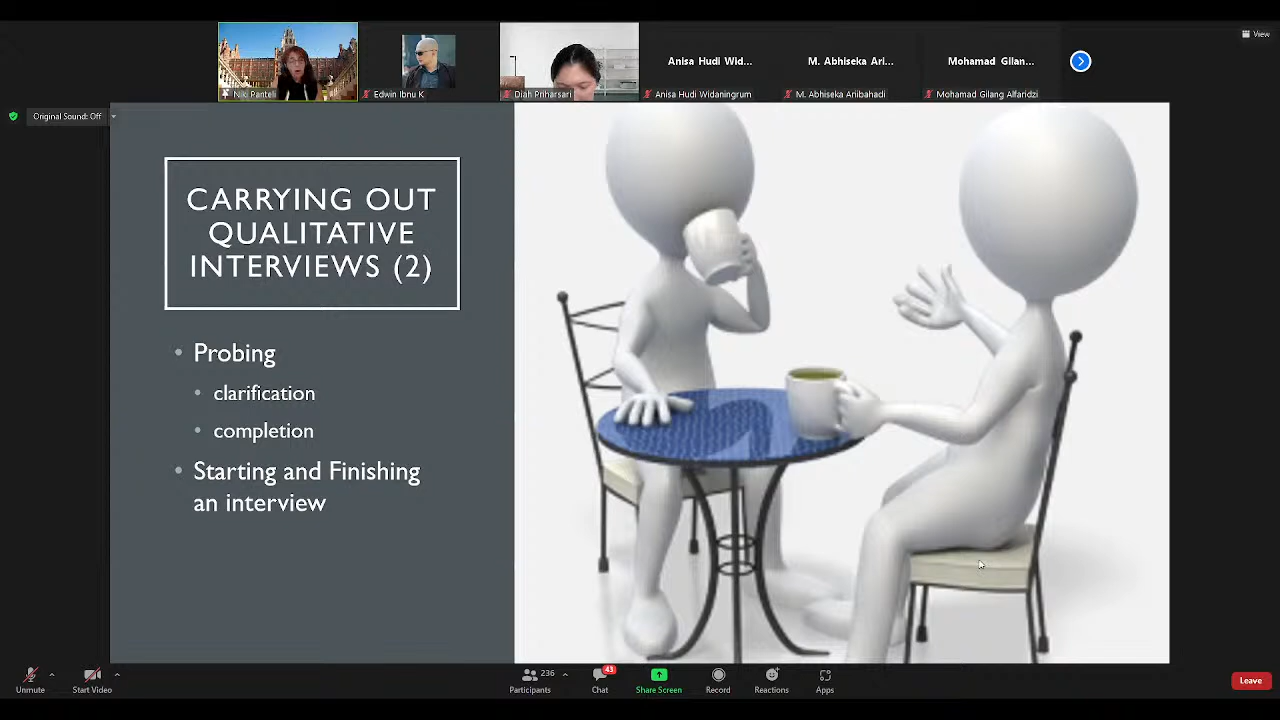 View
Anisa Hudi Wid...
M. Abhiseka Ari...
Mohamad Gilan...
Niki Panteli
Edwin Ibnu K
Diah Priharsari
Anisa Hudi Widaningrum
M. Abhiseka Ariibahadi
Mohamad Gilang Alfaridzi
Original Sound: Off
CARRYING OUT
QUALITATIVE
INTERVIEWS (2)
• Probing
• clarification
• completion
• Starting and Finishing
an interview
Unmute
Start Video
236
Participants
43
Chat
Share Screen
Record
Reactions
Apps
Leave